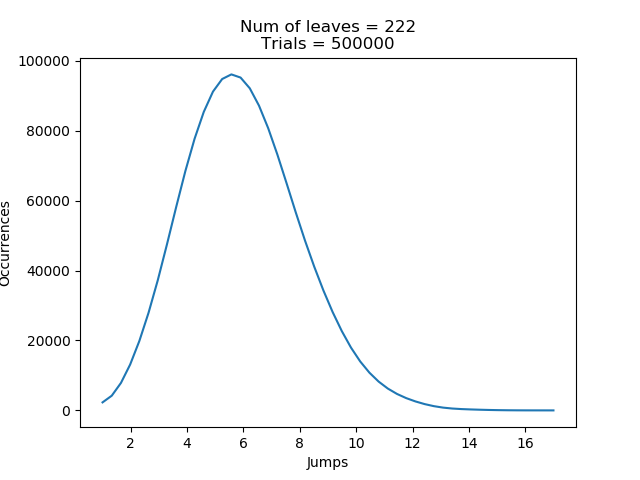 Num of leaves = 222
Trials = 500000
100000
80000
60000
40000
20000
0
Occurrences
2 4 6 8 10 12 14 16
Jumps